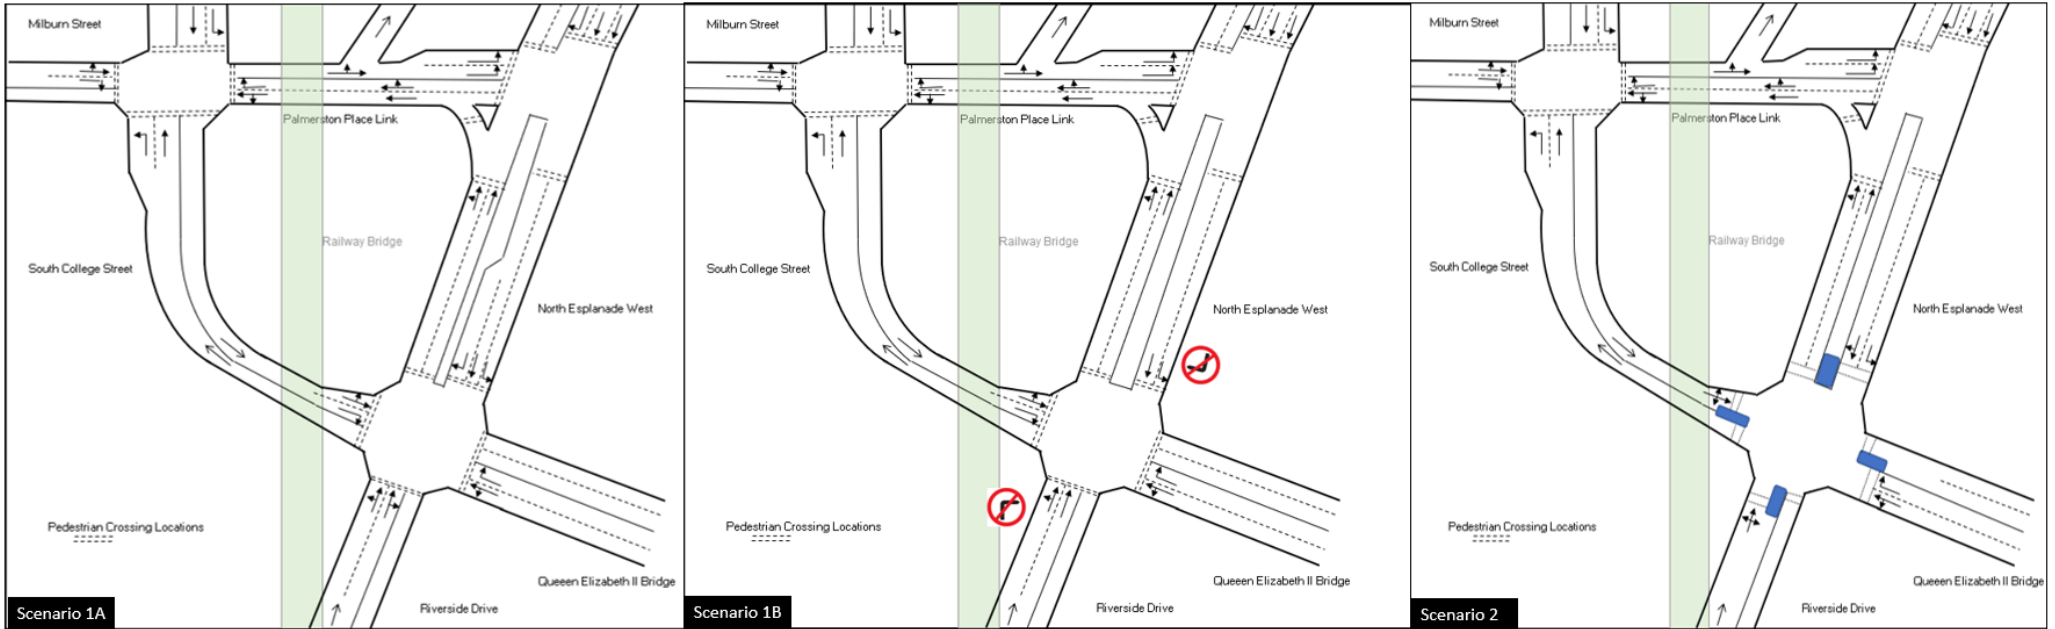 Milburn Street
Palmerston Place Link
Railway Bridge
South College Street
North Esplanade West
Pedestrian Crossing Locations
Queeen Elizabeth II Bridge
Riverside Drive
Scenario 1A
Milburn Street
Palmerston Place Link
Railway Bridge
South College Street
North Esplanade West
Pedestrian Crossing Locations
Queeen Elizabeth II Bridge
Riverside Drive
Scenario 1B
Milburn Street
Palmerston Place Link
Railway Bridge
South College Street
North Esplanade West
Pedestrian Crossing Locations
Queeen Elizabeth II Bridge
Riverside Drive
Scenario 2